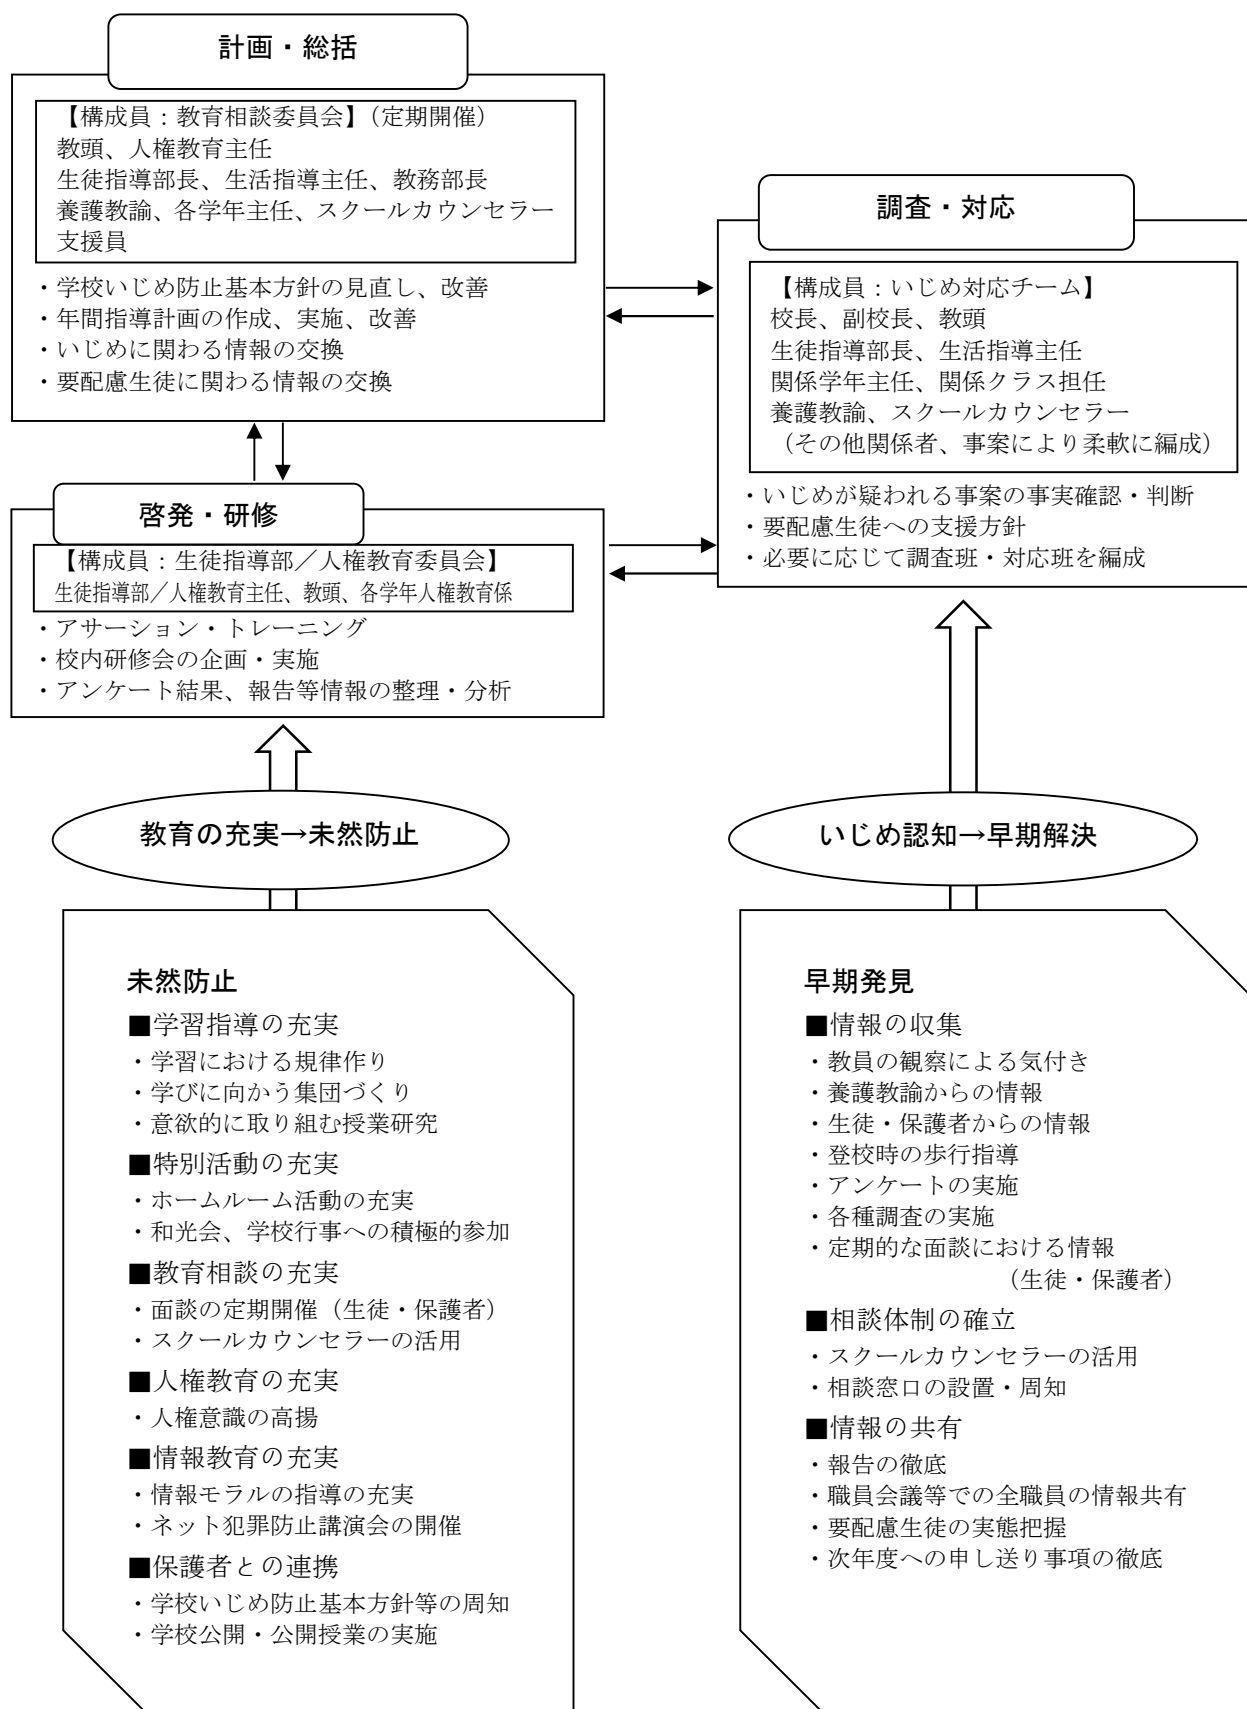 計画・総括
【構成員：教育相談委員会】（定期開催）
教頭、人権教育主任
生徒指導部長、生活指導主任、教務部長
養護教諭、各学年主任、スクールカウンセラー
支援員
・学校いじめ防止基本方針の見直し、改善
・年間指導計画の作成、実施、改善
・いじめに関わる情報の交換
・要配慮生徒に関わる情報の交換
調査・対応
【構成員：いじめ対応チーム】
校長、副校長、教頭
生徒指導部長、生活指導主任
関係学年主任、関係クラス担任
養護教諭、スクールカウンセラー
（その他関係者、事案により柔軟に編成）
・いじめが疑われる事案の事実確認・判断
・要配慮生徒への支援方針
・必要に応じて調査班・対応班を編成
啓発・研修
【構成員：生徒指導部／人権教育委員会】
生徒指導部／人権教育主任、教頭、各学年人権教育係
・アサーション・トレーニング
・校内研修会の企画・実施
・アンケート結果、報告等情報の整理・分析
教育の充実→未然防止
いじめ認知→早期解決
未然防止
■学習指導の充実
・学習における規律作り
・学びに向かう集団づくり
・意欲的に取り組む授業研究
■特別活動の充実
・ホームルーム活動の充実
・和光会、学校行事への積極的参加
■教育相談の充実
・面談の定期開催（生徒・保護者）
・スクールカウンセラーの活用
■人権教育の充実
・人権意識の高揚
■情報教育の充実
・情報モラルの指導の充実
・ネット犯罪防止講演会の開催
■保護者との連携
・学校いじめ防止基本方針等の周知
・学校公開・公開授業の実施
早期発見
■情報の収集
・教員の観察による気付き
・養護教諭からの情報
・生徒・保護者からの情報
・登校時の歩行指導
・アンケートの実施
・各種調査の実施
・定期的な面談における情報
（生徒・保護者）
■相談体制の確立
・スクールカウンセラーの活用
・相談窓口の設置・周知
■情報の共有
・報告の徹底
・職員会議等での全職員の情報共有
・要配慮生徒の実態把握
・次年度への申し送り事項の徹底